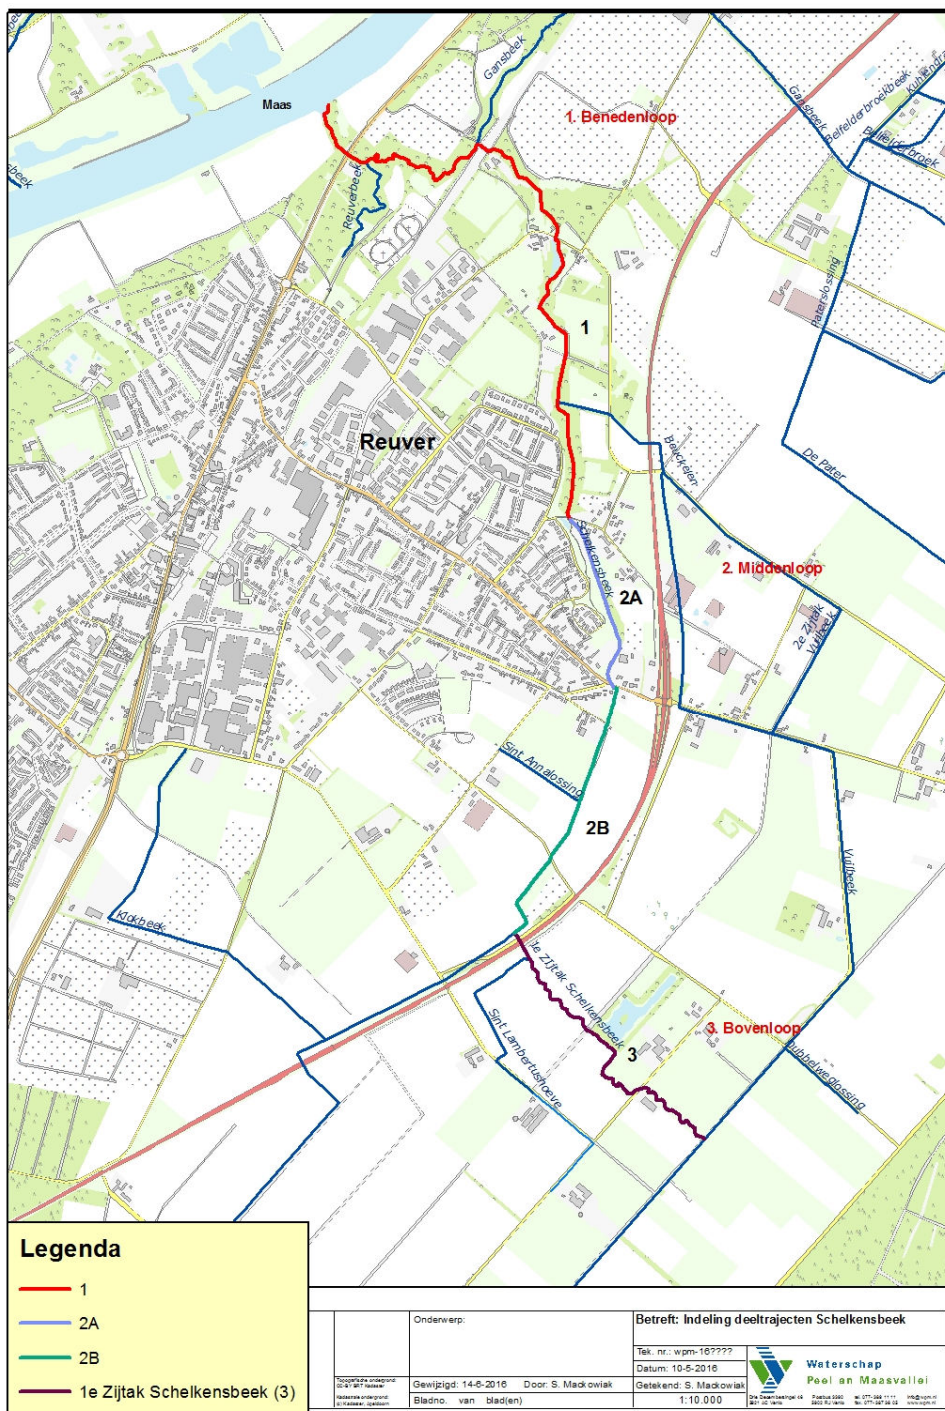 Gansbeek
Maas
1. Benedenloop
Gansbeek
Belfelderbroekbeek
Belfelderbroek
Reuverbeek
Paterslossing
1
Reuver
Beuckelen
De Pater
Schelkensbeek
2A
2. Middenloop
2e Zijtak
Vuilbeek
Sint Annalossing
2B
Vuilbeek
Klokbeek
1e Zijtak Schelkensbeek
3. Bovenloop
3
Sint Lambertushoeve
Dubbelweglossing
Legenda
1
2A
2B
1e Zijtak Schelkensbeek (3)
Onderwerp:
Betreft: Indeling deeltrajecten Schelkensbeek
Tek. nr.: wpm-16????
Datum: 10-5-2016
Gewijzigd: 14-6-2016 Door: S. Mackowiak
Getekend: S. Mackowiak
Bladno. van blad(en)
1:10.000
Waterschap
Peel en Maasvallei